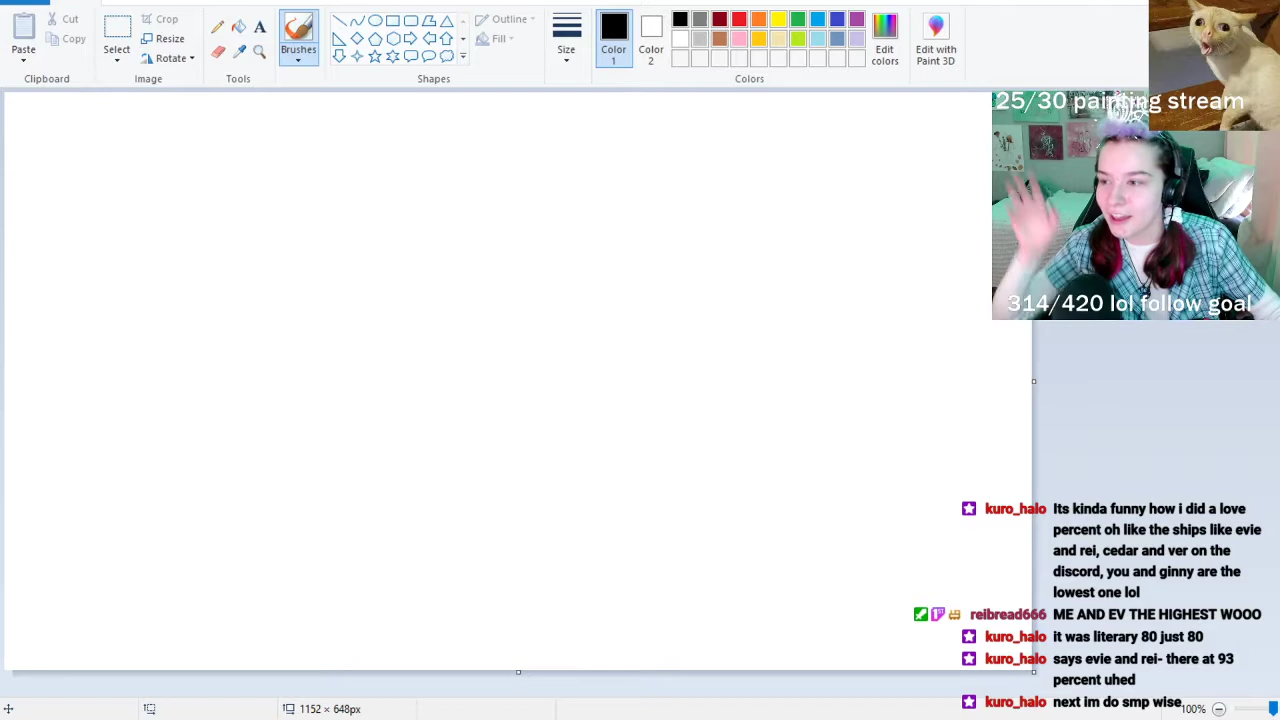 Paste
Cut
Copy
Clipboard
Select
Crop
Resize
Rotate
Image
Tools
Brushes
Shapes
Outline
Fill
Size
Color 1
Color 2
Edit colors
Edit with Paint 3D
Colors
25/30 painting stream
314/420 lol follow goal
kuro_halo Its kinda funny how i did a love
percent oh like the ships like evie
and rei, cedar and ver on the
discord, you and ginny are the
lowest one lol
reibread666 ME AND EV THE HIGHEST WOOO
kuro_halo it was literary 80 just 80
kuro_halo says evie and rei- there at 93
percent uhed
kuro_halo next im do smp wise
1152 × 648px
100%